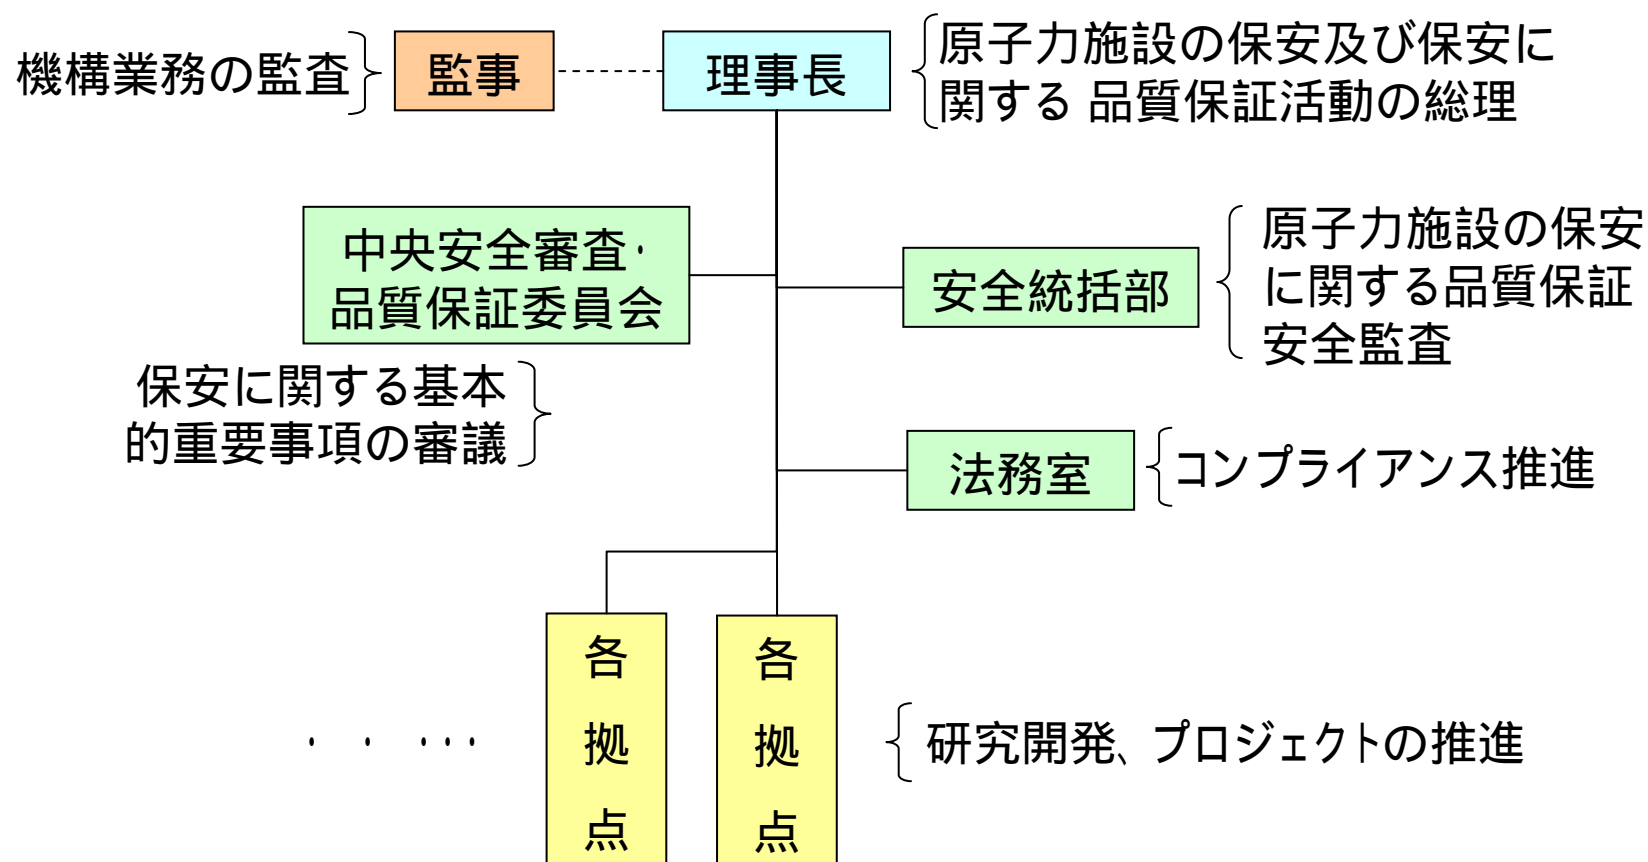 機構業務の監査
監事
理事長
原子力施設の保安及び保安に
関する 品質保証活動の総理
中央安全審査・
品質保証委員会
保安に関する基本
的重要事項の審議
安全統括部
原子力施設の保安
に関する品質保証
安全監査
法務室
コンプライアンス推進
・ ・ ・・・
各
拠
点
各
拠
点
研究開発、プロジェクトの推進